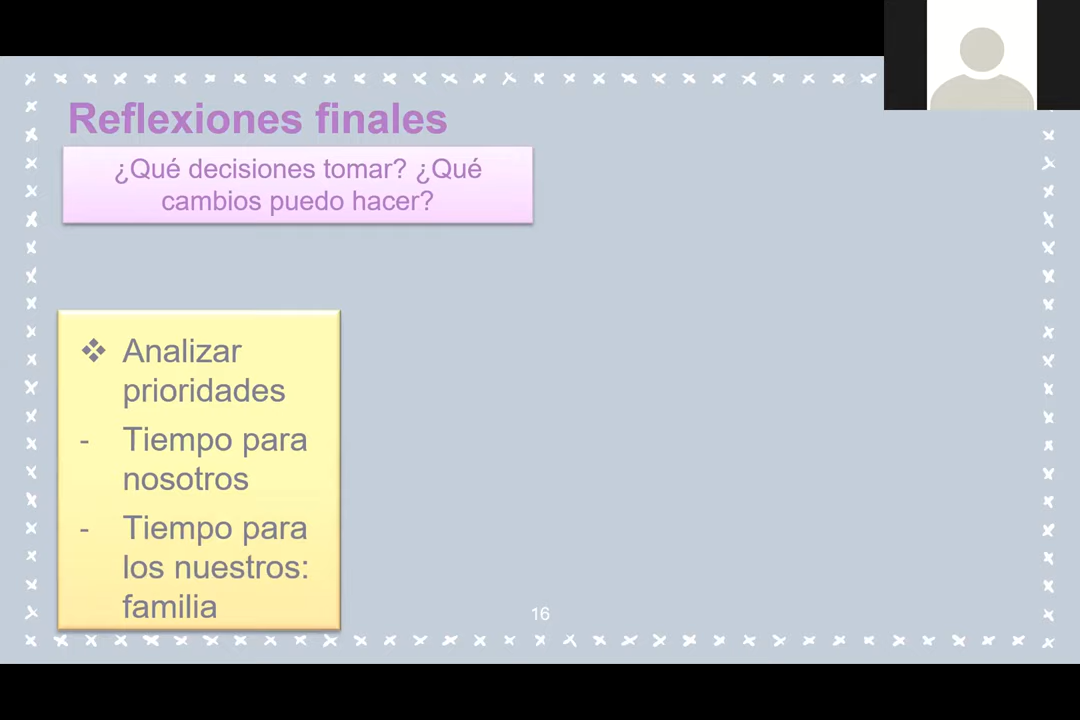 Reflexiones finales
¿Qué decisiones tomar? ¿Qué
cambios puedo hacer?
❖ Analizar
prioridades
- Tiempo para
nosotros
- Tiempo para
los nuestros:
familia
16